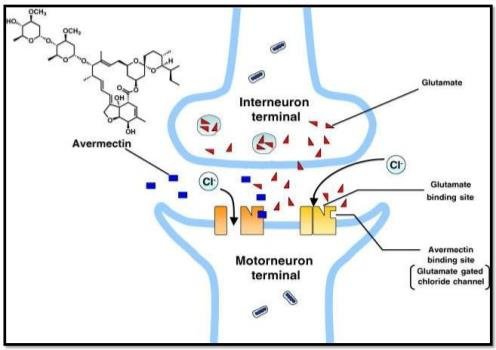 OCH₃
HO
OCH₃
O
O
O
O
O
O
O
H
O
O
OH
O
OH
Avermectin
Interneuron
terminal
Glutamate
Cl-
Cl-
Glutamate
binding site
Motorneuron
terminal
Avermectin
binding site
Glutamate gated
chloride channel